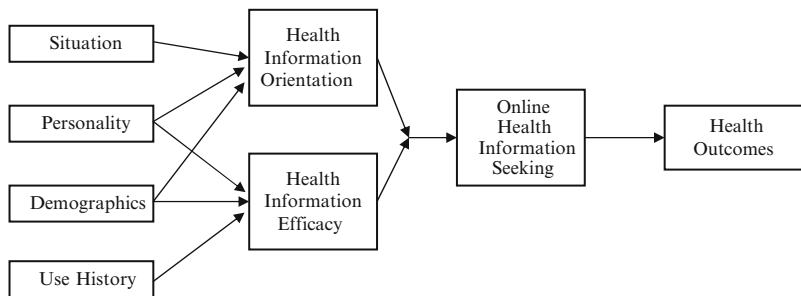 Situation
Personality
Demographics
Use History
Health
Information
Orientation
Health
Information
Efficacy
Online
Health
Information
Seeking
Health
Outcomes